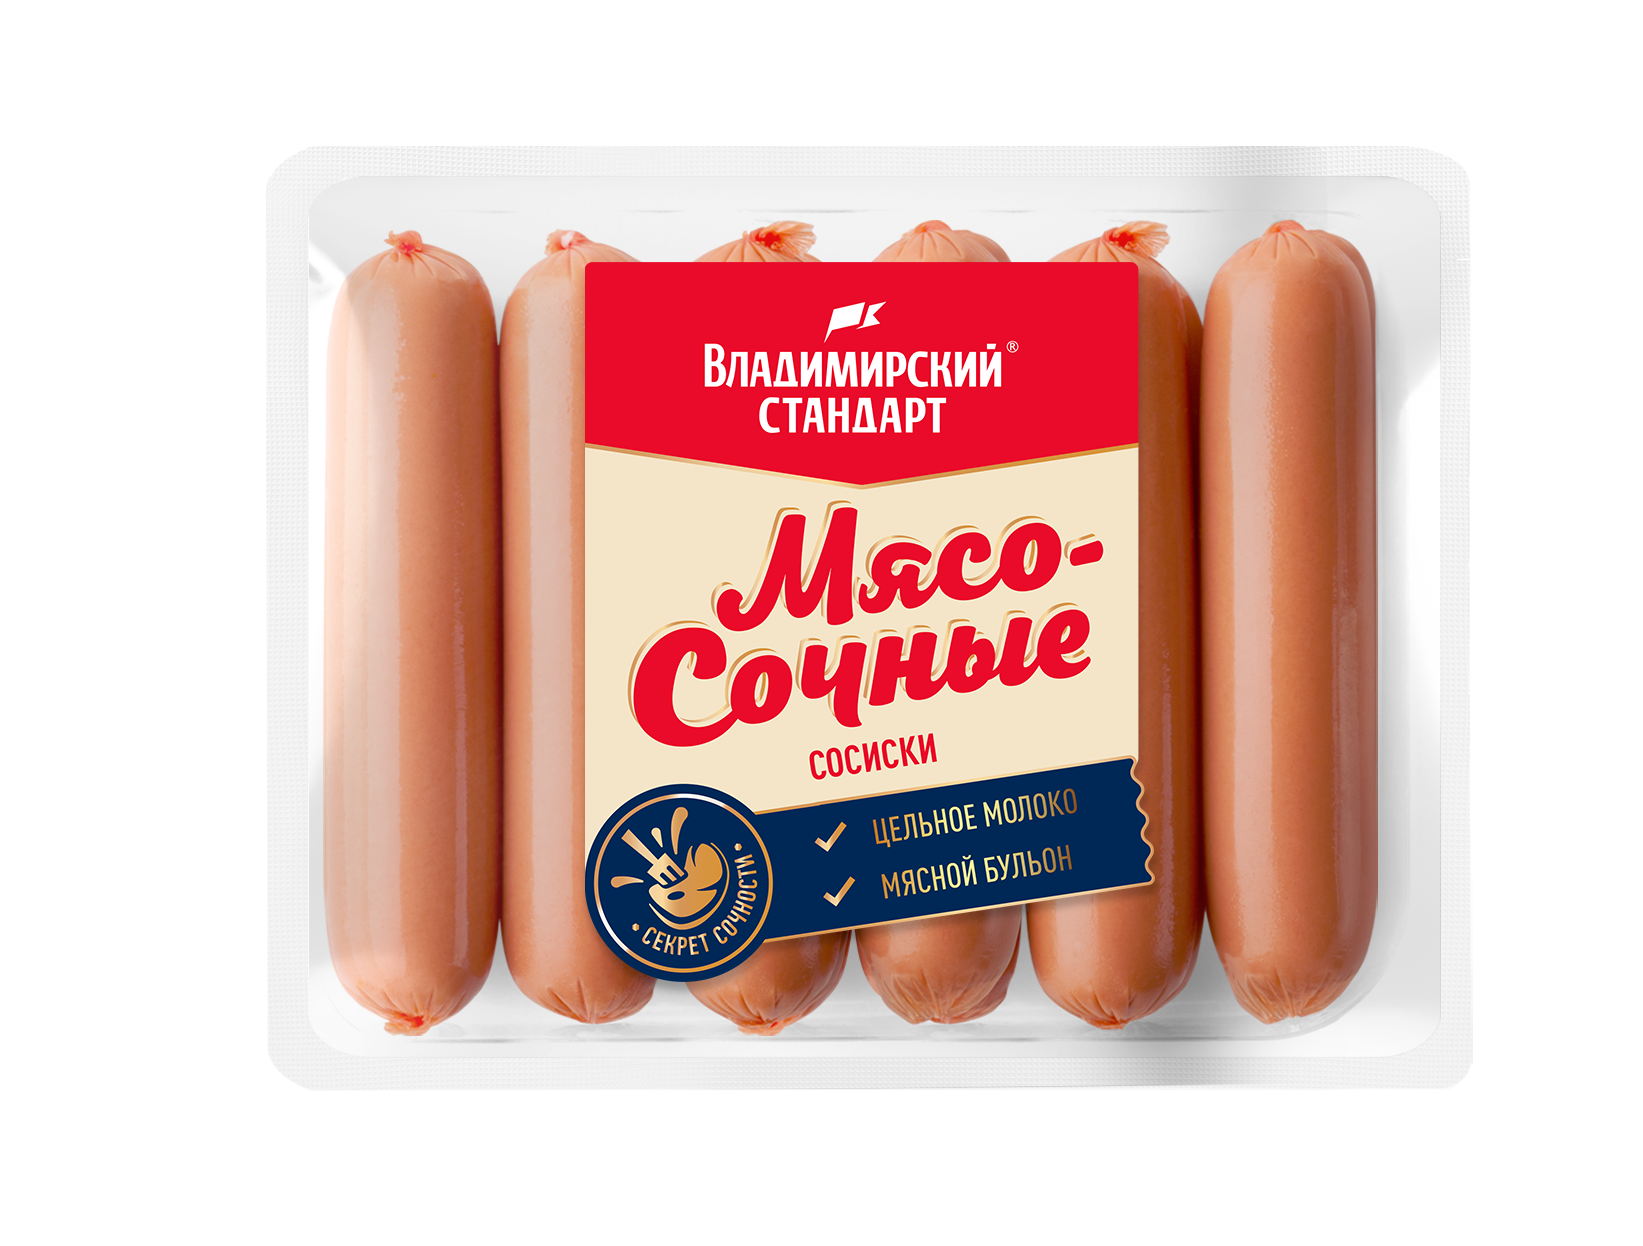 ВЛАДИМИРСКИЙ®
СТАНДАРТ
Мясо-
Сочные
СОСИСКИ
ЦЕЛЬНОЕ МОЛОКО
МЯСНОЙ БУЛЬОН
• СЕКРЕТ СОЧНОСТИ •